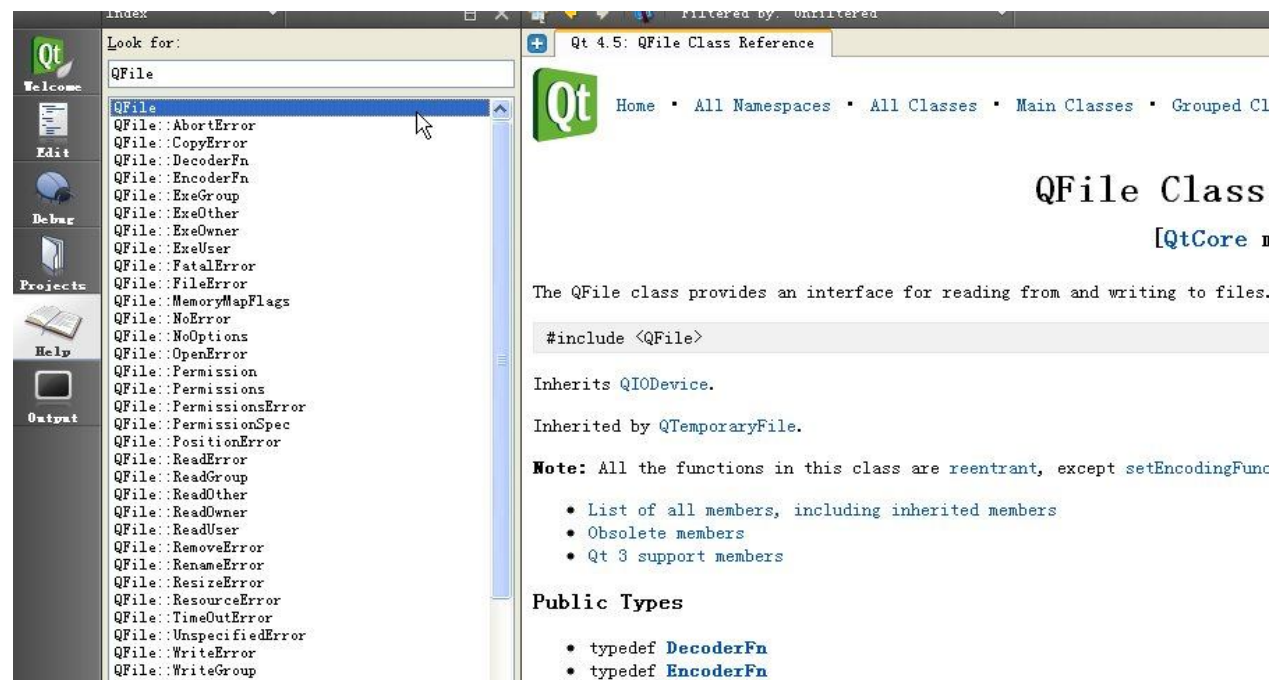 Index
Filtered by: Unfiltered
Qt
Welcome
Edit
Debug
Projects
Help
Output
Look for:
QFile
QFile
QFile::AbortError
QFile::CopyError
QFile::DecoderFn
QFile::EncoderFn
QFile::ExeGroup
QFile::ExeOther
QFile::ExeOwner
QFile::ExeUser
QFile::FatalError
QFile::FileError
QFile::MemoryMapFlags
QFile::NoError
QFile::NoOptions
QFile::OpenError
QFile::Permission
QFile::Permissions
QFile::PermissionsError
QFile::PermissionSpec
QFile::PositionError
QFile::ReadError
QFile::ReadGroup
QFile::ReadOther
QFile::ReadOwner
QFile::ReadUser
QFile::RemoveError
QFile::RenameError
QFile::ResizeError
QFile::ResourceError
QFile::TimeOutError
QFile::UnspecifiedError
QFile::WriteError
QFile::WriteGroup
Qt 4.5: QFile Class Reference
Qt
Home · All Namespaces · All Classes · Main Classes · Grouped Cl
QFile Class
[QtCore
The QFile class provides an interface for reading from and writing to files.
#include <QFile>
Inherits QIODevice.
Inherited by QTemporaryFile.
Note: All the functions in this class are reentrant, except setEncodingFunc
• List of all members, including inherited members
• Obsolete members
• Qt 3 support members
Public Types
• typedef DecoderFn
• typedef EncoderFn